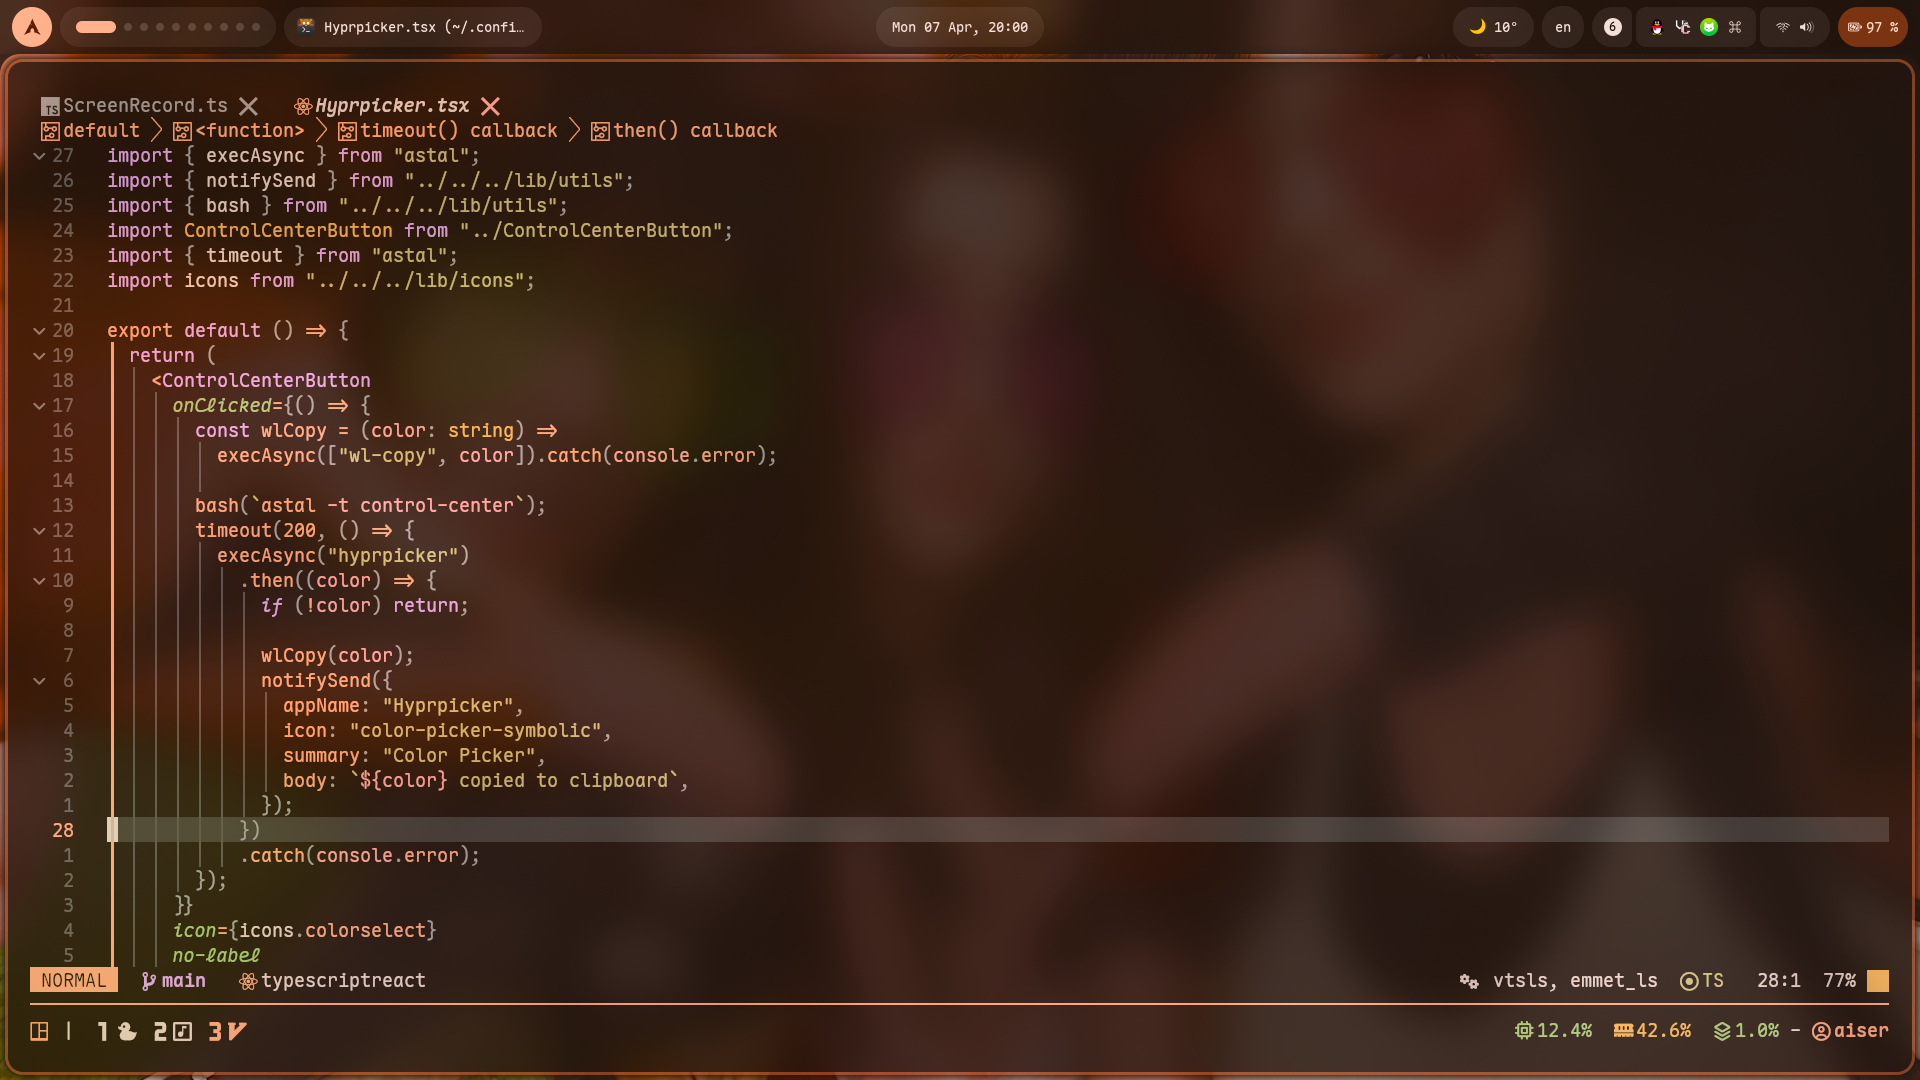 Hyprpicker.tsx (~/.confi…
Mon 07 Apr, 20:00
10°
en
6
97 %
TS ScreenRecord.ts Hyprpicker.tsx
default <function> timeout() callback then() callback
27 import { execAsync } from "astal";
26 import { notifySend } from "../../../lib/utils";
25 import { bash } from "../../../lib/utils";
24 import ControlCenterButton from "../ControlCenterButton";
23 import { timeout } from "astal";
22 import icons from "../../../lib/icons";
21
20 export default () => {
19 return (
18 <ControlCenterButton
17 onClicked={() => {
16 const wlCopy = (color: string) =>
15 execAsync(["wl-copy", color]).catch(console.error);
14
13 bash(`astal -t control-center`);
12 timeout(200, () => {
11 execAsync("hyprpicker")
10 .then((color) => {
9 if (!color) return;
8
7 wlCopy(color);
6 notifySend({
5 appName: "Hyprpicker",
4 icon: "color-picker-symbolic",
3 summary: "Color Picker",
2 body: `${color} copied to clipboard`,
1 });
28 })
1 .catch(console.error);
2 });
3 }}
4 icon={icons.colorselect}
5 no-label
NORMAL main typescriptreact vtsls, emmet_ls TS 28:1 77%
| 1 2 3 12.4% 42.6% 1.0% - aiser